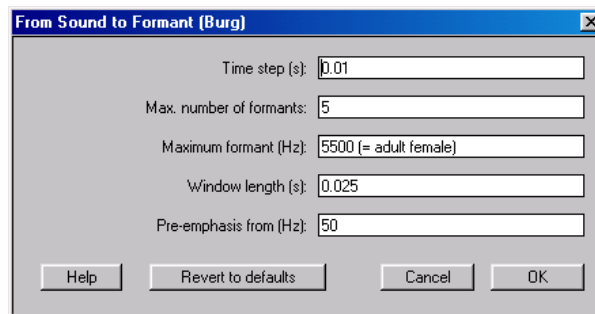 From Sound to Formant (Burg)
Time step (s): 0.01
Max. number of formants: 5
Maximum formant (Hz): 5500 (= adult female)
Window length (s): 0.025
Pre-emphasis from (Hz): 50
Help Revert to defaults Cancel OK